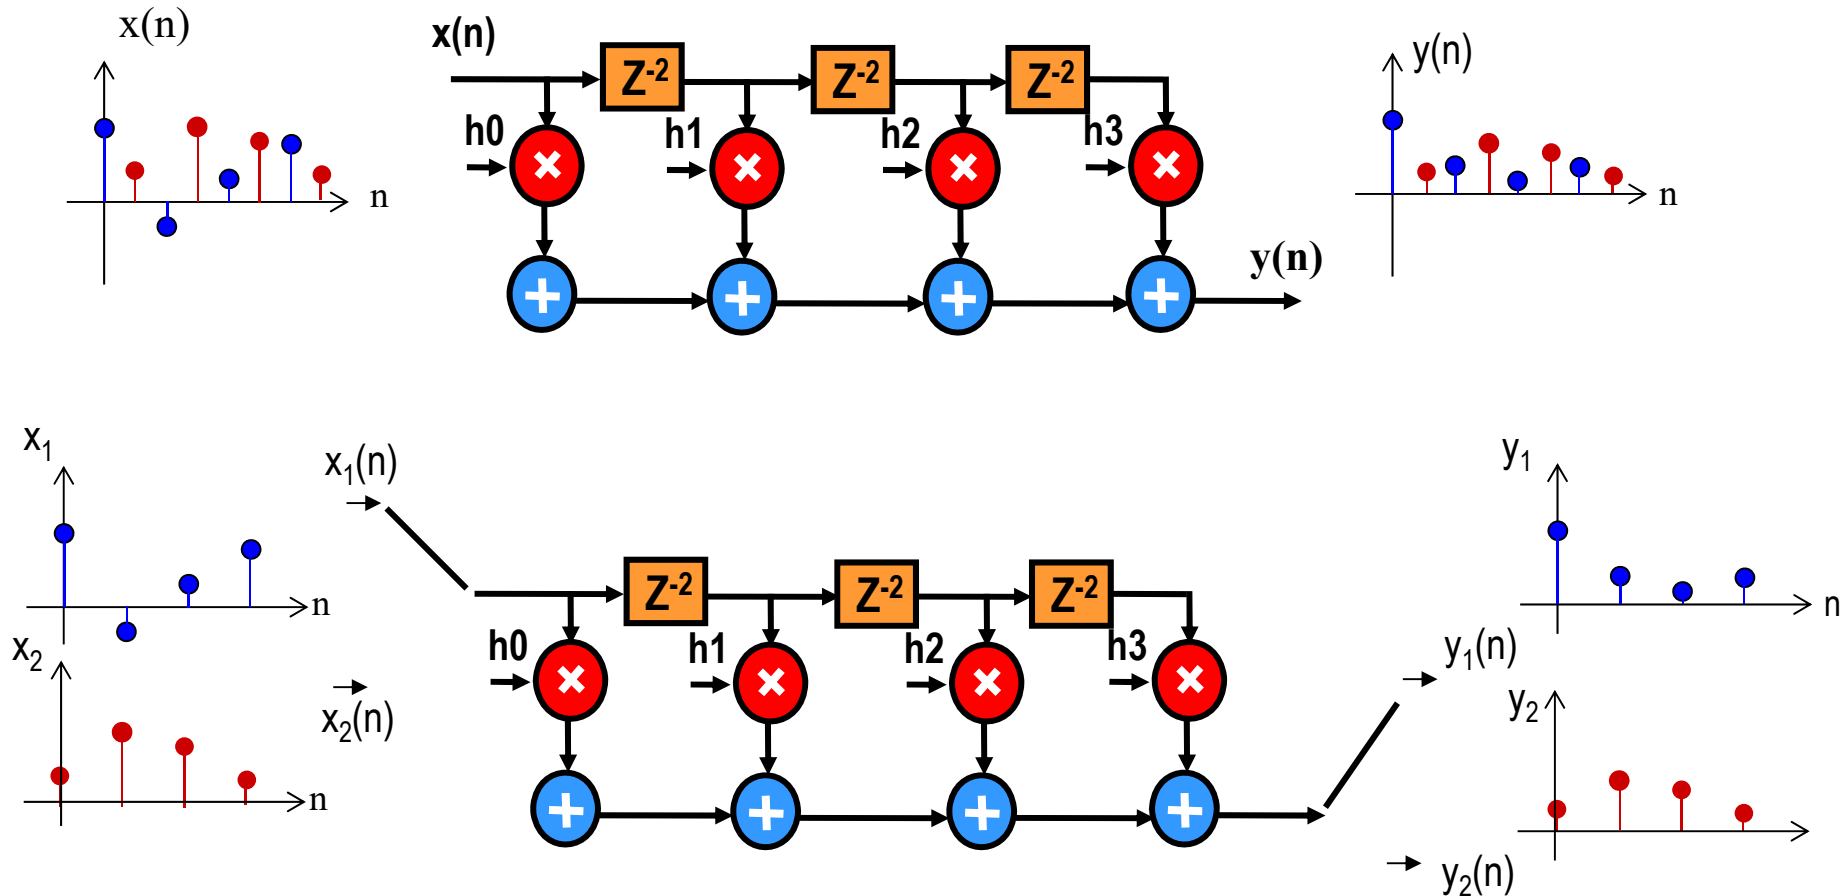 x(n)
x(n)
y(n)
Z⁻² Z⁻² Z⁻²
h0 h1 h2 h3
n
n
y(n)
x₁
x₁(n)
y₁
Z⁻² Z⁻² Z⁻²
n
n
h0 h1 h2 h3
x₂
y₁(n)
x₂(n)
y₂
n
y₂(n)